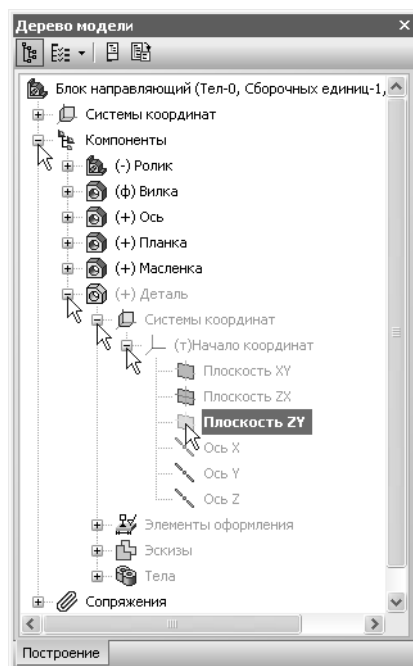 Дерево модели
Блок направляющий (Тел-0, Сборочных единиц-1,
Системы координат
Компоненты
(-) Ролик
(ф) Вилка
(+) Ось
(+) Планка
(+) Масленка
(+) Деталь
Системы координат
(т)Начало координат
Плоскость XY
Плоскость ZX
Плоскость ZY
Ось X
Ось Y
Ось Z
Элементы оформления
Эскизы
Тела
Сопряжения
Построение